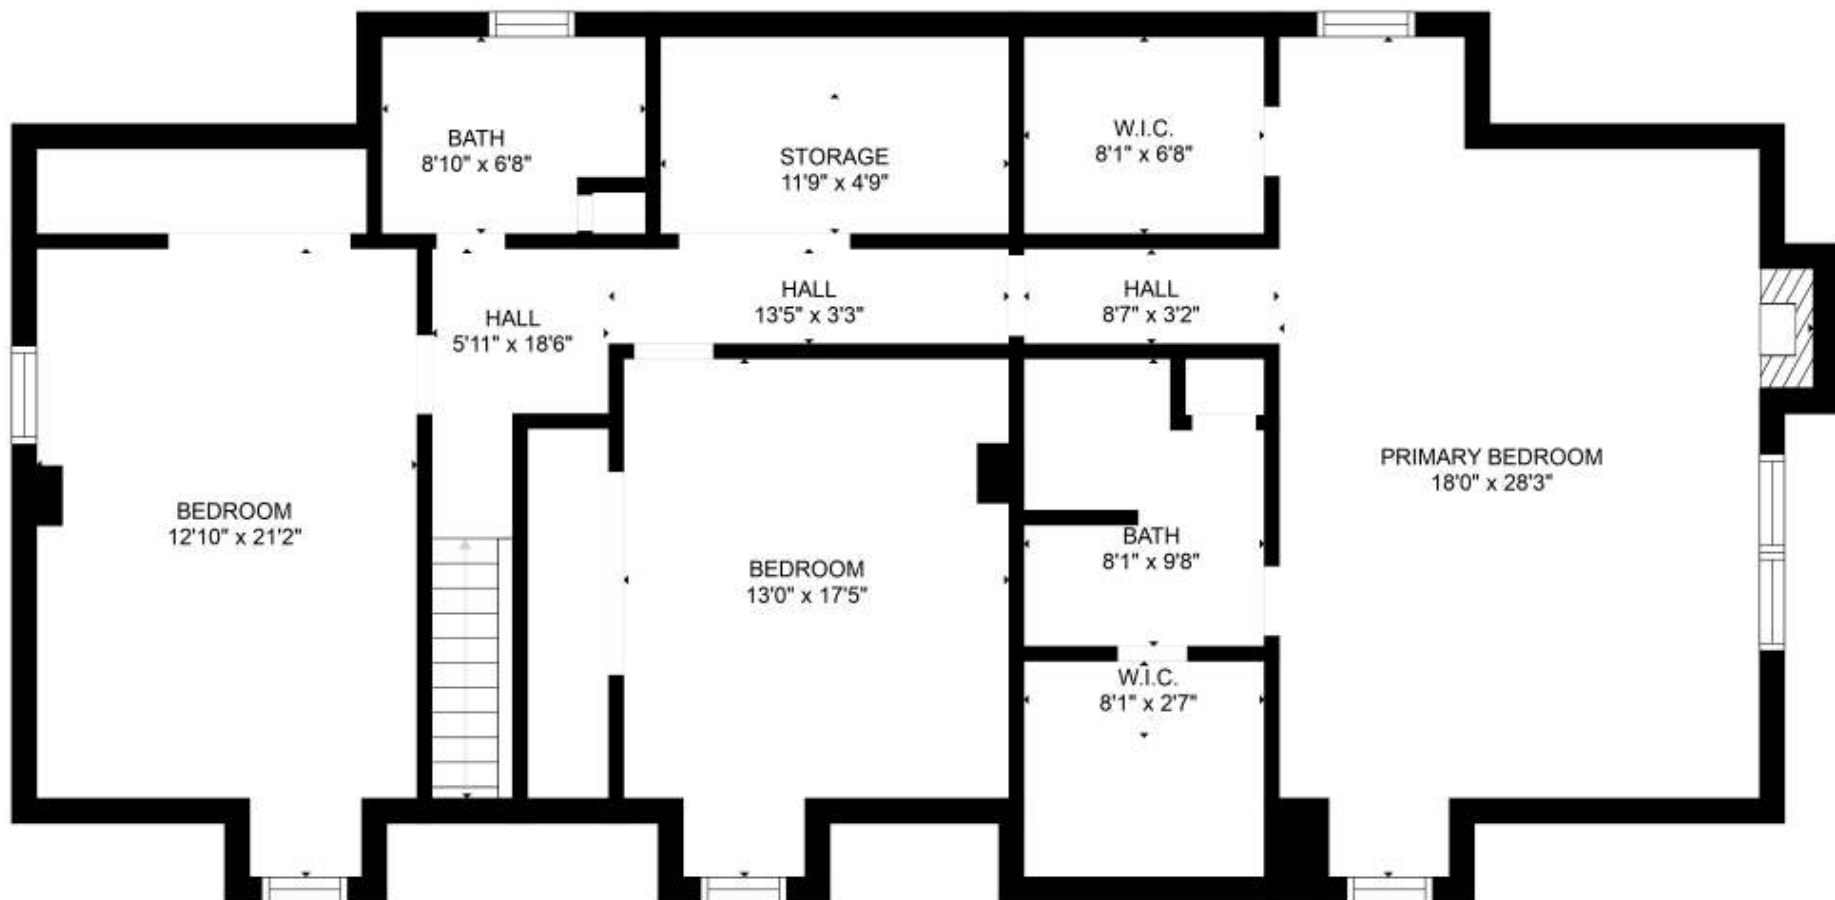 BATH
8'10" x 6'8"
STORAGE
11'9" x 4'9"
W.I.C.
8'1" x 6'8"
HALL
5'11" x 18'6"
HALL
13'5" x 3'3"
HALL
8'7" x 3'2"
PRIMARY BEDROOM
18'0" x 28'3"
BEDROOM
12'10" x 21'2"
BEDROOM
13'0" x 17'5"
BATH
8'1" x 9'8"
W.I.C.
8'1" x 2'7"